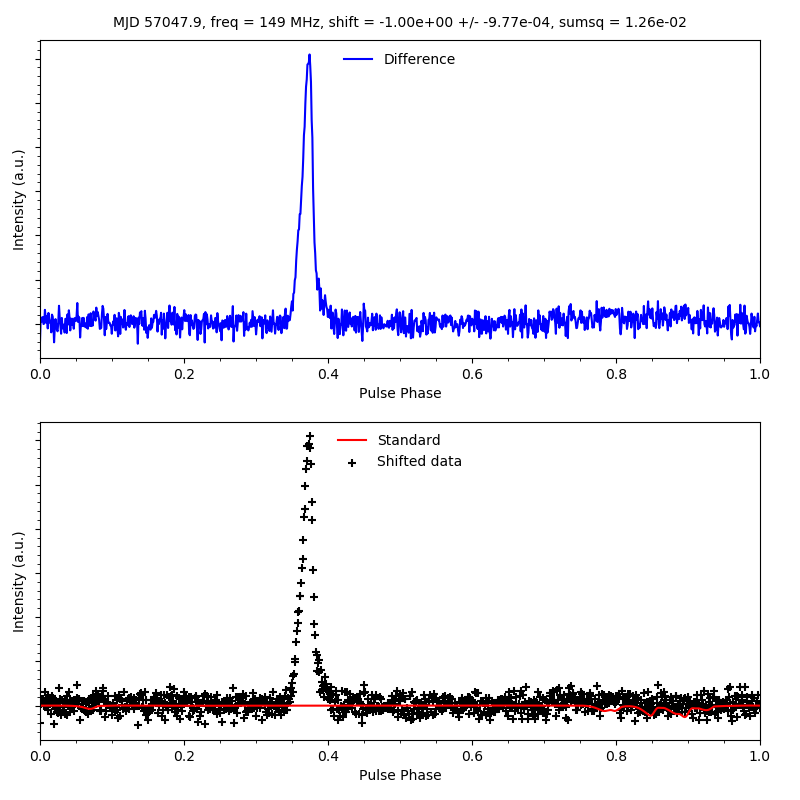 MJD 57047.9, freq = 149 MHz, shift = -1.00e+00 +/- -9.77e-04, sumsq = 1.26e-02
Difference
Intensity (a.u.)
0.0 0.2 0.4 0.6 0.8 1.0
Pulse Phase
Standard
Shifted data
Intensity (a.u.)
0.0 0.2 0.4 0.6 0.8 1.0
Pulse Phase